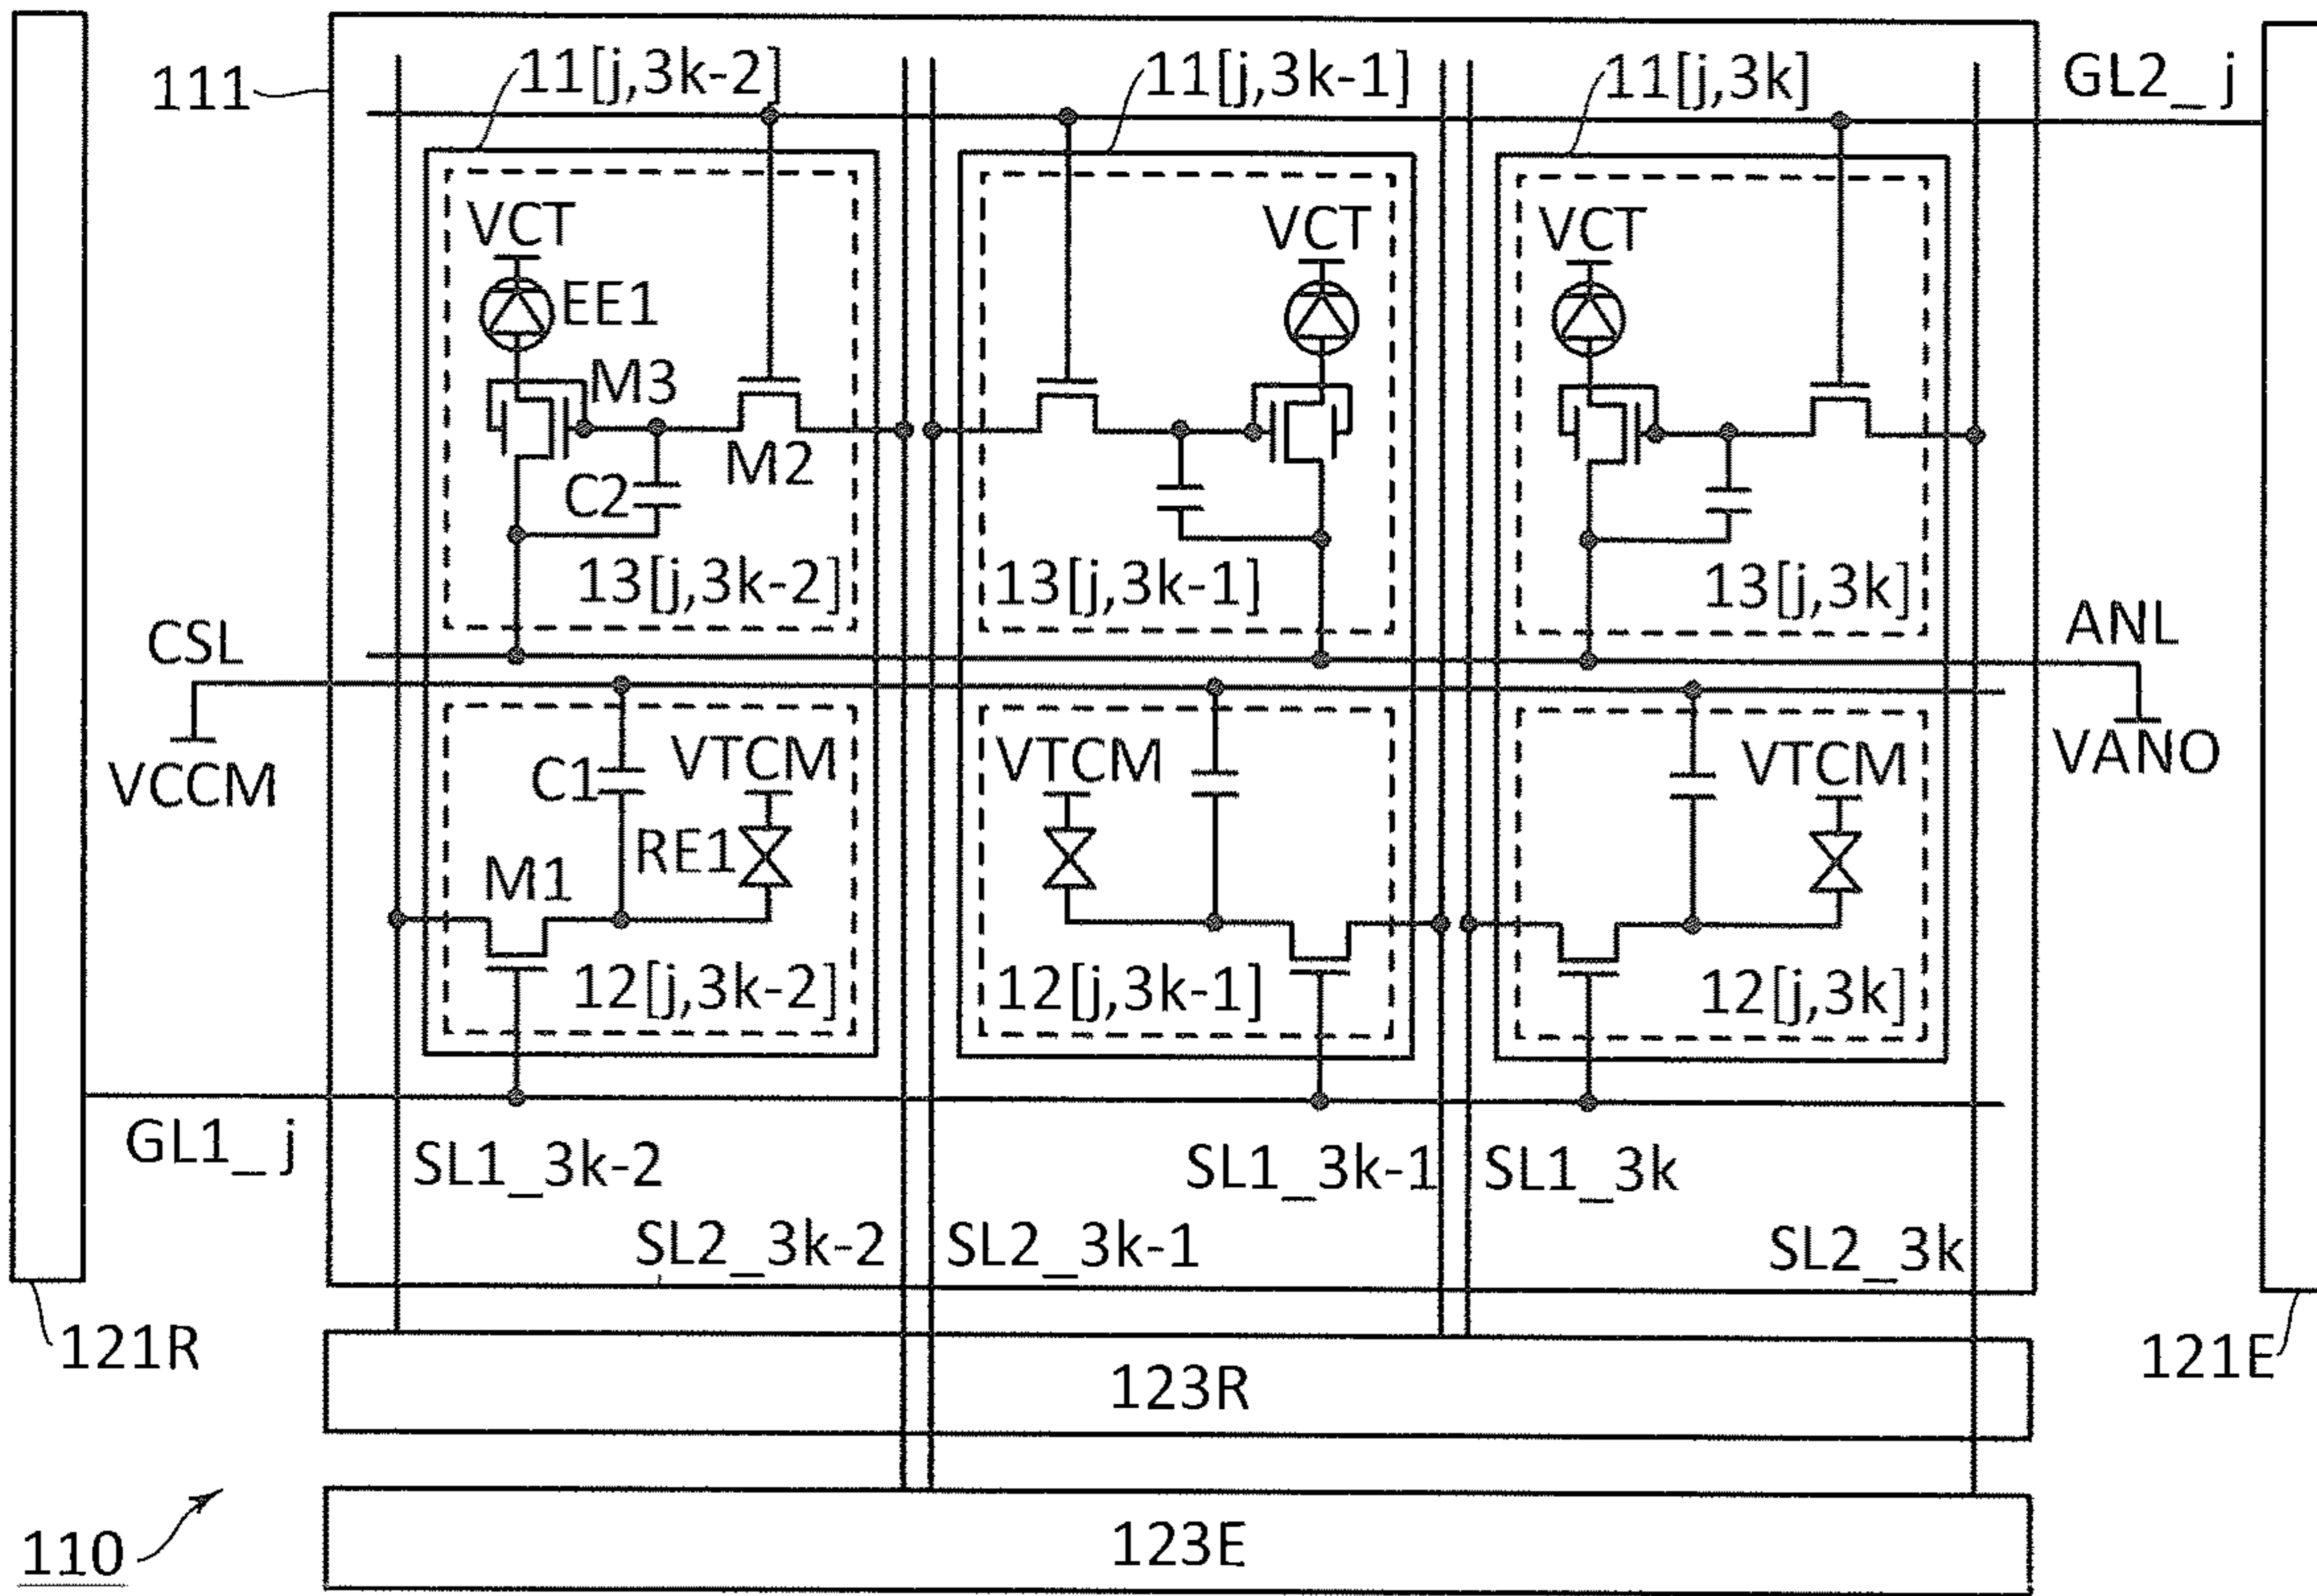 111
11[j,3k-2]
11[j,3k-1]
11[j,3k]
GL2_ j
VCT
VCT
VCT
EE1
M3
M2
C2
13[j,3k-2]
13[j,3k-1]
13[j,3k]
CSL
ANL
VCCM
VANO
C1
VTCM
VTCM
VTCM
RE1
M1
12[j,3k-2]
12[j,3k-1]
12[j,3k]
GL1_ j
SL1_3k-2
SL1_3k-1
SL1_3k
SL2_3k-2
SL2_3k-1
SL2_3k
121R
121E
123R
123E
110